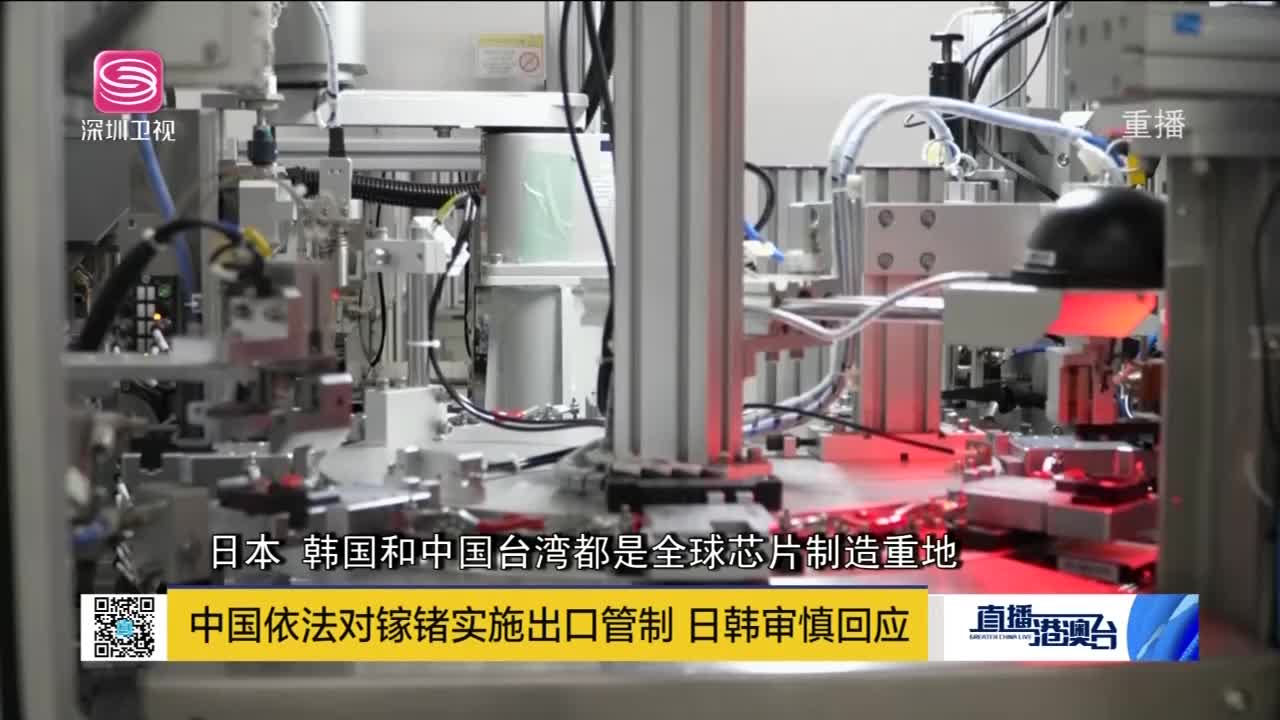 深圳卫视
重播
日本 韩国和中国台湾都是全球芯片制造重地
中国依法对镓锗实施出口管制 日韩审慎回应
直播港澳台
GREATER CHINA LIVE